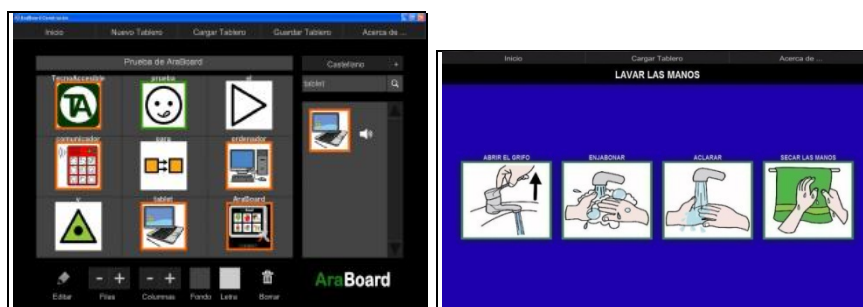 AraBoard Constructor
Inicio Nuevo Tablero Cargar Tablero Guardar Tablero Acerca de ...
Prueba de AraBoard
Castellano +
TecnoAccesible prueba el
tablet
TA
comunicador para ordenador
y tablet AraBoard
- + - +
Editar Filas Columnas Fondo Letra Borrar
AraBoard
Inicio Cargar Tablero Acerca de ...
LAVAR LAS MANOS
ABRIR EL GRIFO ENJABONAR ACLARAR SECAR LAS MANOS